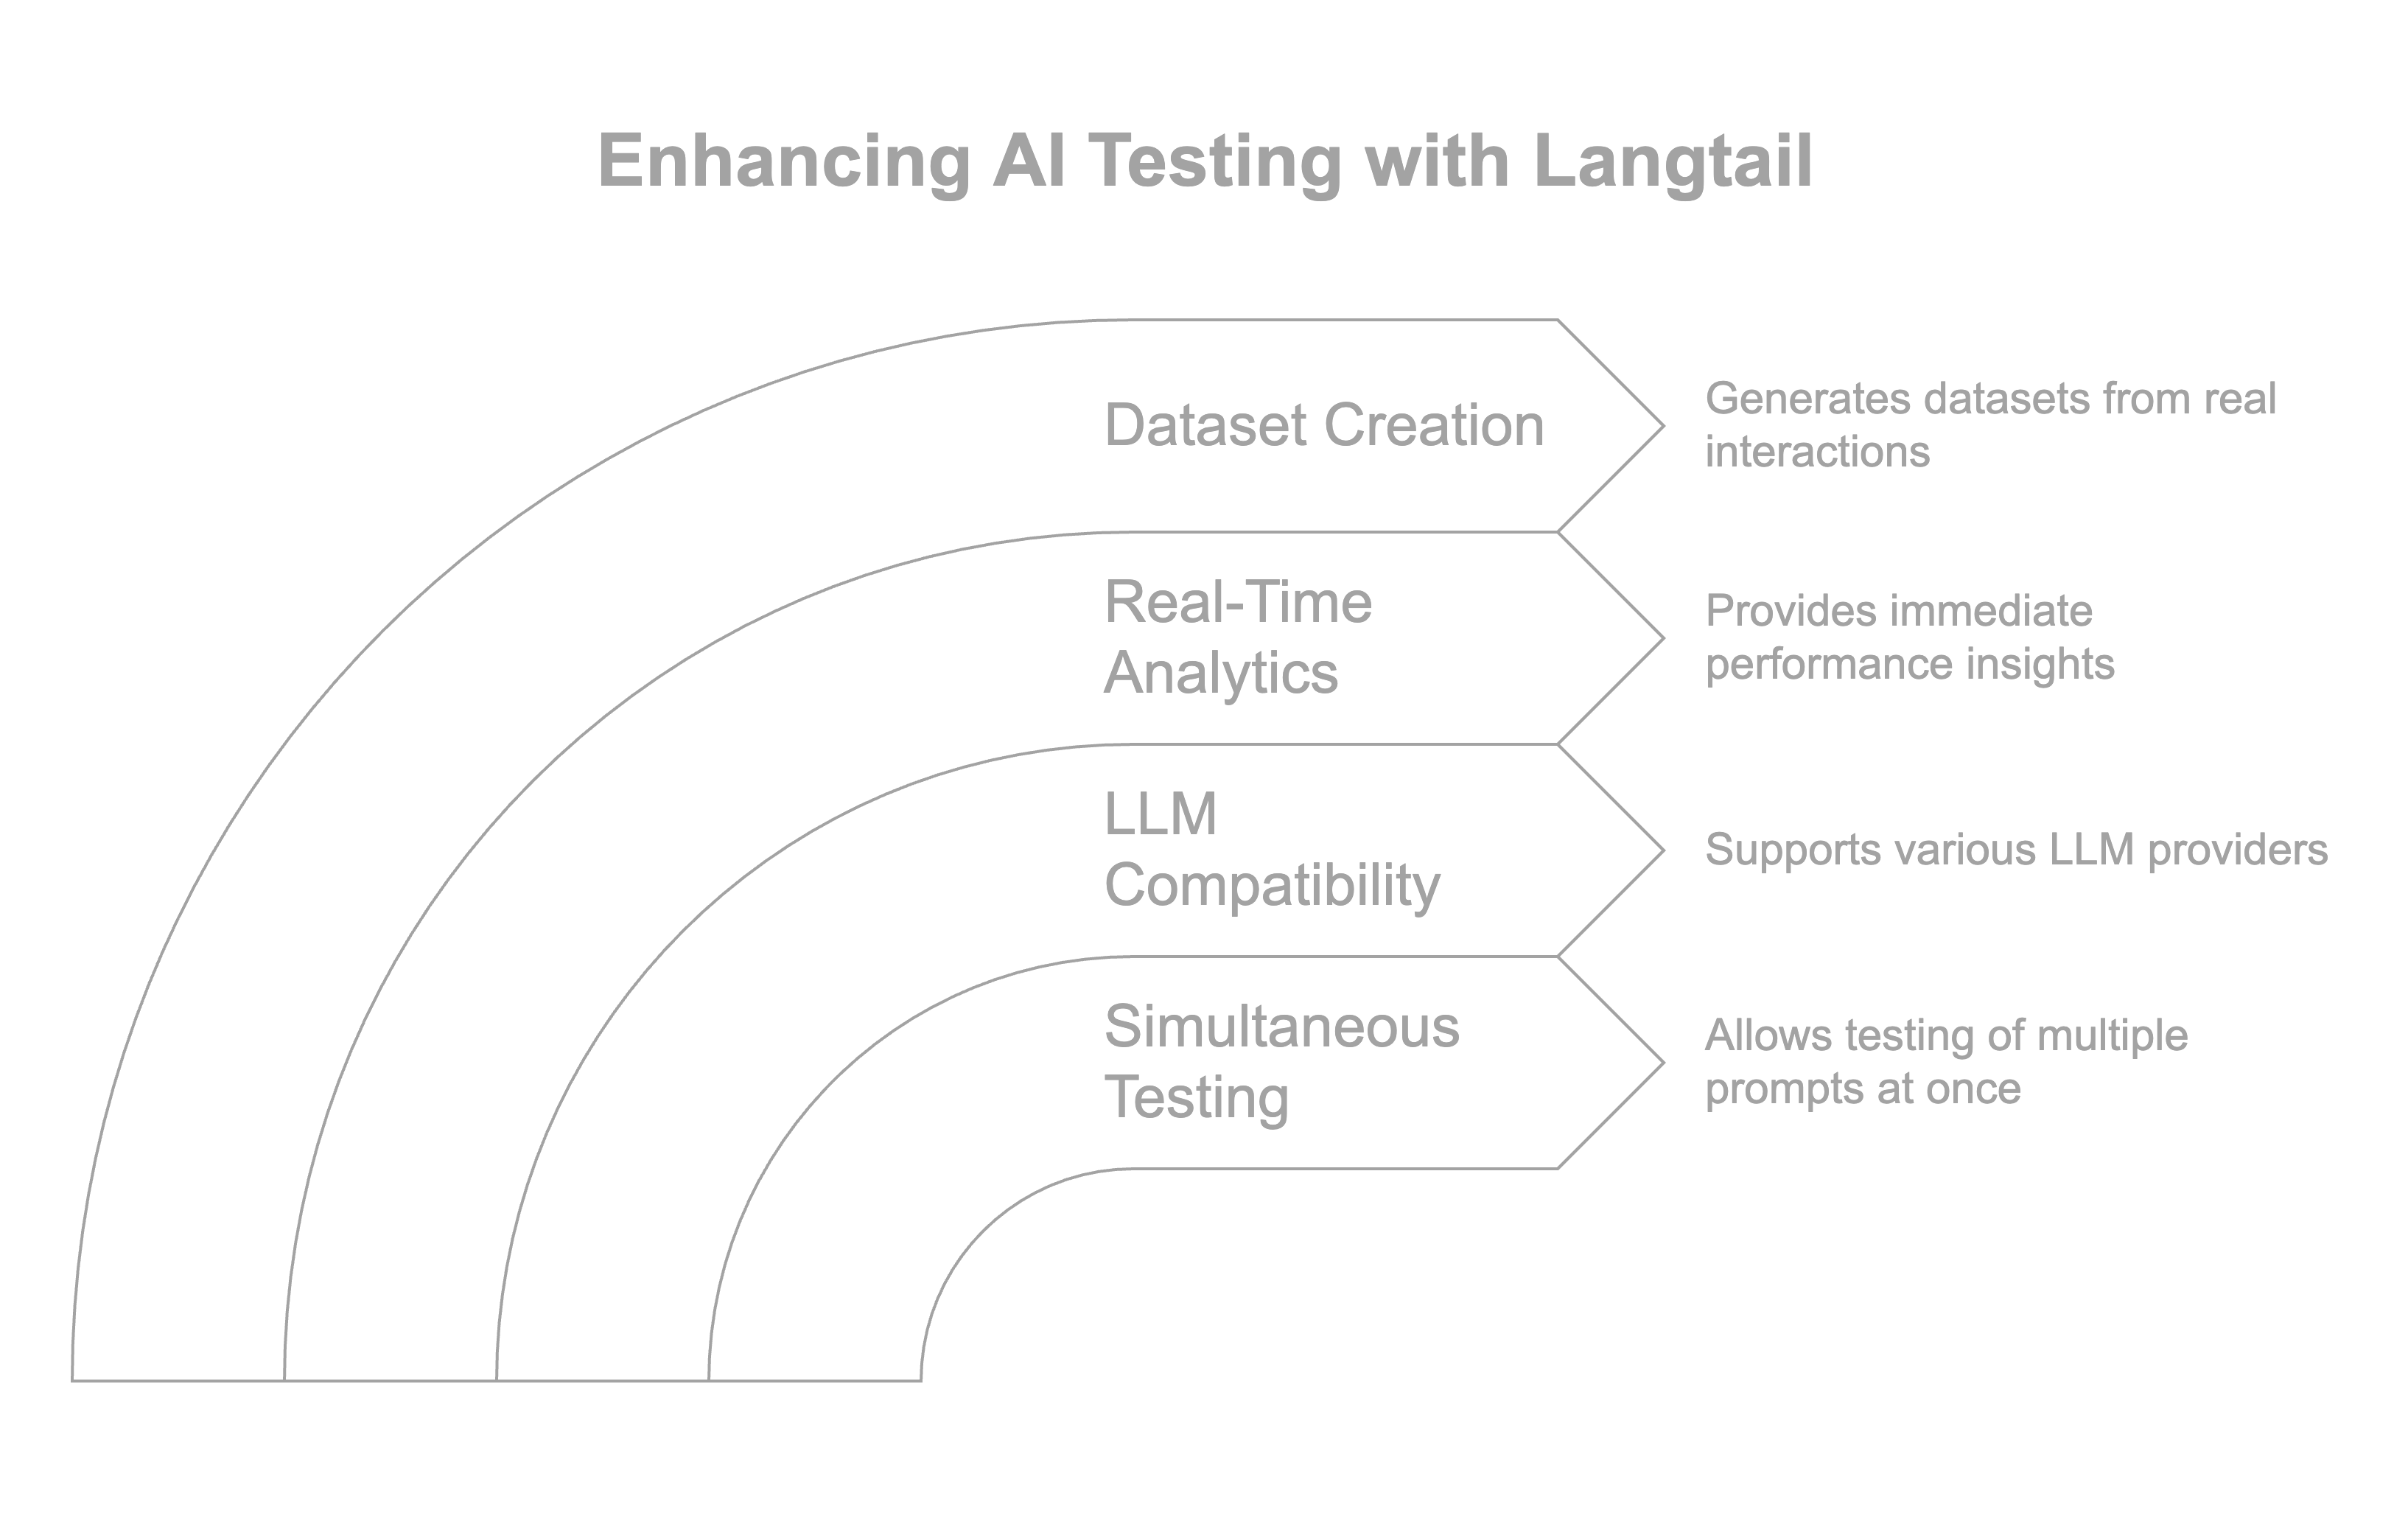 Enhancing AI Testing with Langtail
Dataset Creation
Generates datasets from real
interactions
Real-Time
Analytics
Provides immediate
performance insights
LLM
Compatibility
Supports various LLM providers
Simultaneous
Testing
Allows testing of multiple
prompts at once